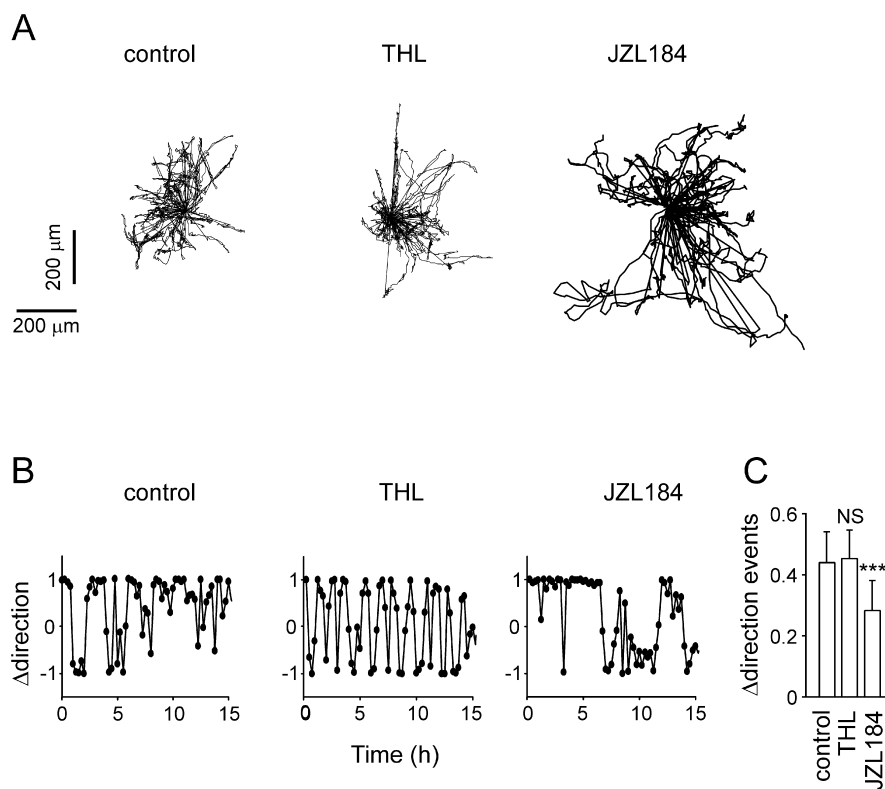 A
control THL JZL184
200 μm
200 μm
B
control THL JZL184
Δdirection
1
0
-1
0 5 10 15
1
0
-1
0 5 10 15
1
0
-1
0 5 10 15
Time (h)
C
Δdirection events
0.6
0.4
0.2
0
NS
***
control
THL
JZL184